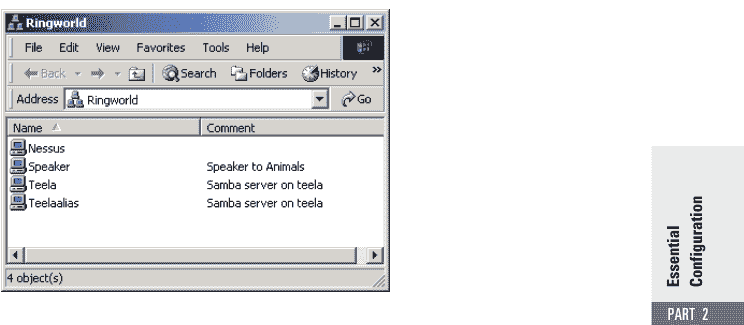 Ringworld
File Edit View Favorites Tools Help
Back Search Folders History »
Address Ringworld Go
Name Comment
Nessus
Speaker Speaker to Animals
Teela Samba server on teela
Teelaalias Samba server on teela
4 object(s)
Essential
Configuration
PART 2